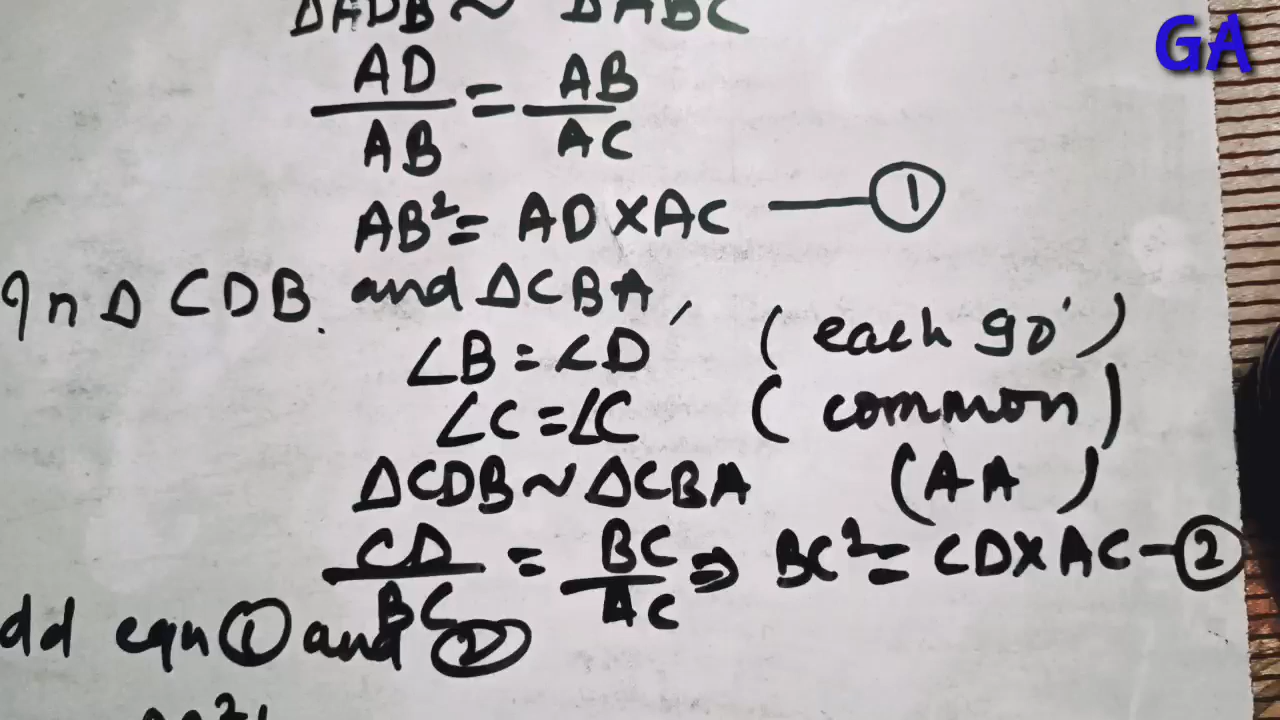 ΔADB ~ ΔABC
GA
AD/AB = AB/AC
AB² = AD×AC —①
In Δ CDB. and ΔCBA,
∠B = ∠D (each 90°)
∠C = ∠C (common)
ΔCDB ~ ΔCBA (AA)
CD/BC = BC/AC ⇒ BC² = CD×AC —②
dd eqn ① and ②